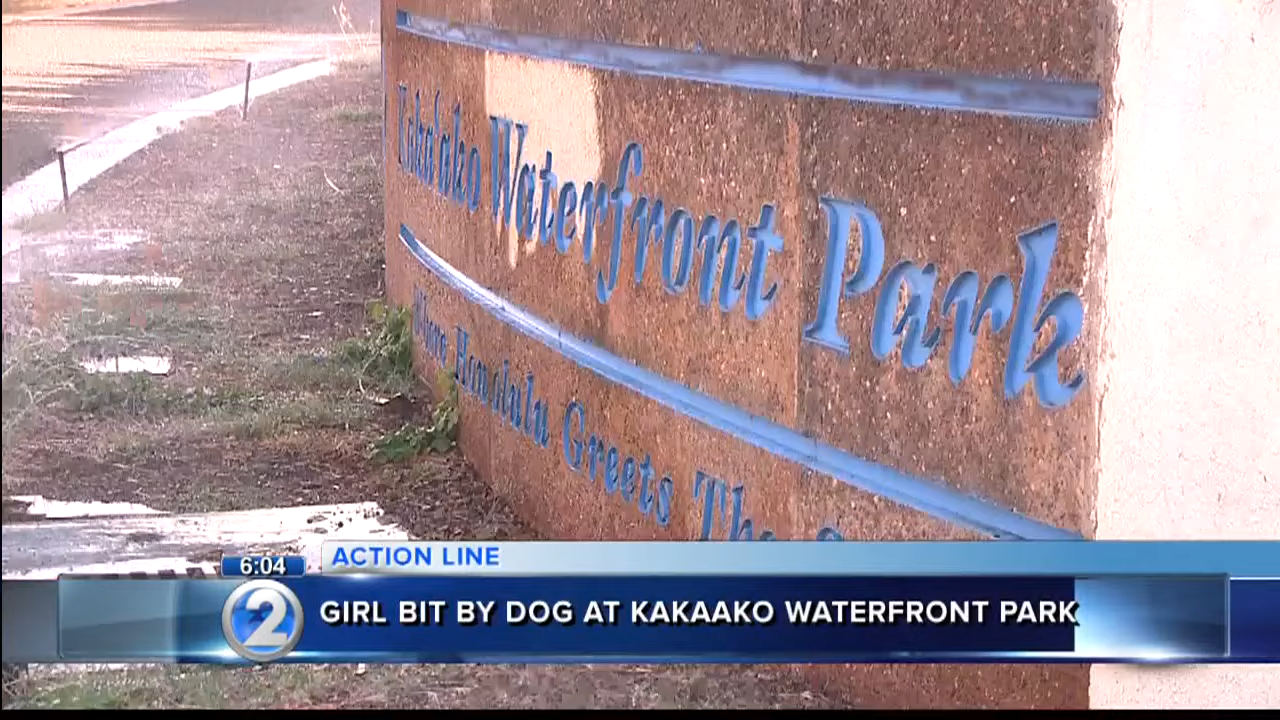 Kaka'ako Waterfront Park
Where Honolulu Greets The
ACTION LINE
6:04
2
GIRL BIT BY DOG AT KAKAAKO WATERFRONT PARK